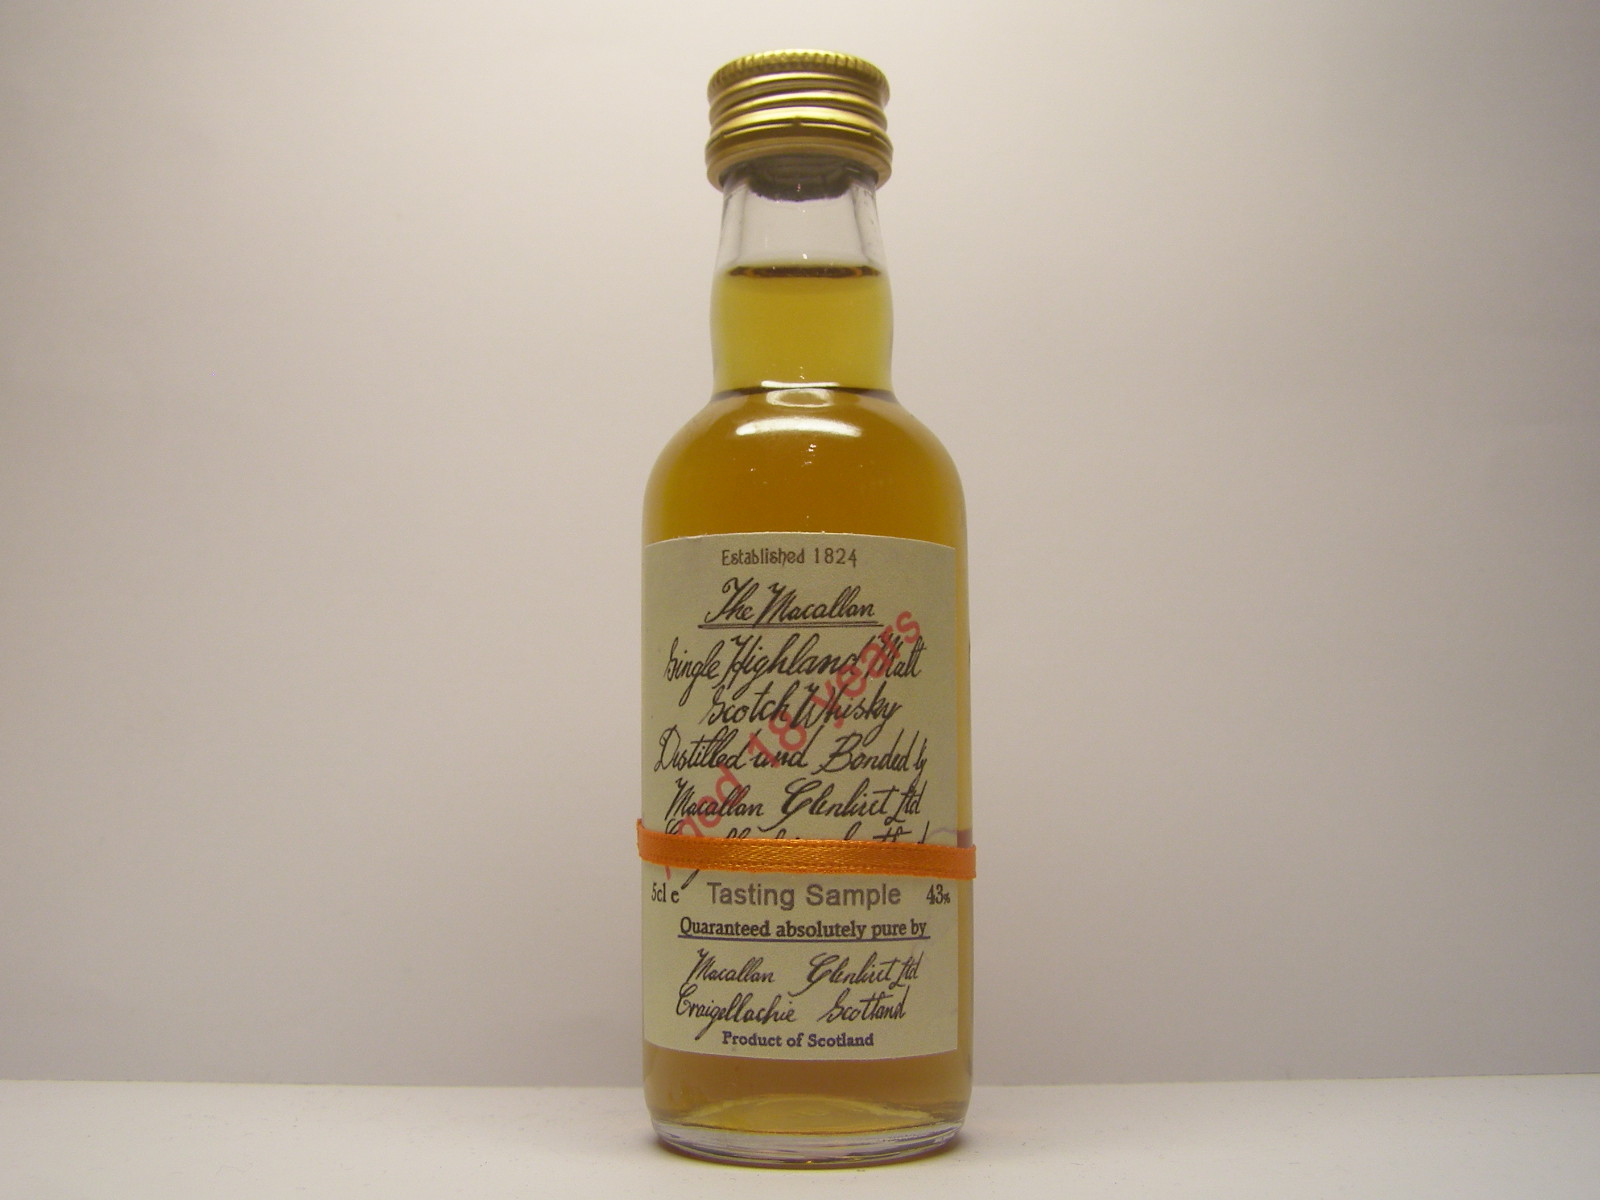 Established 1824
The Macallan
Single Highland Malt
Scotch Whisky
Distilled and Bonded by
Macallan Glenlivet Ltd
18 years
5cl e Tasting Sample 43%
Quaranteed absolutely pure by
Macallan Glenlivet Ltd
Craigellachie Scotland
Product of Scotland